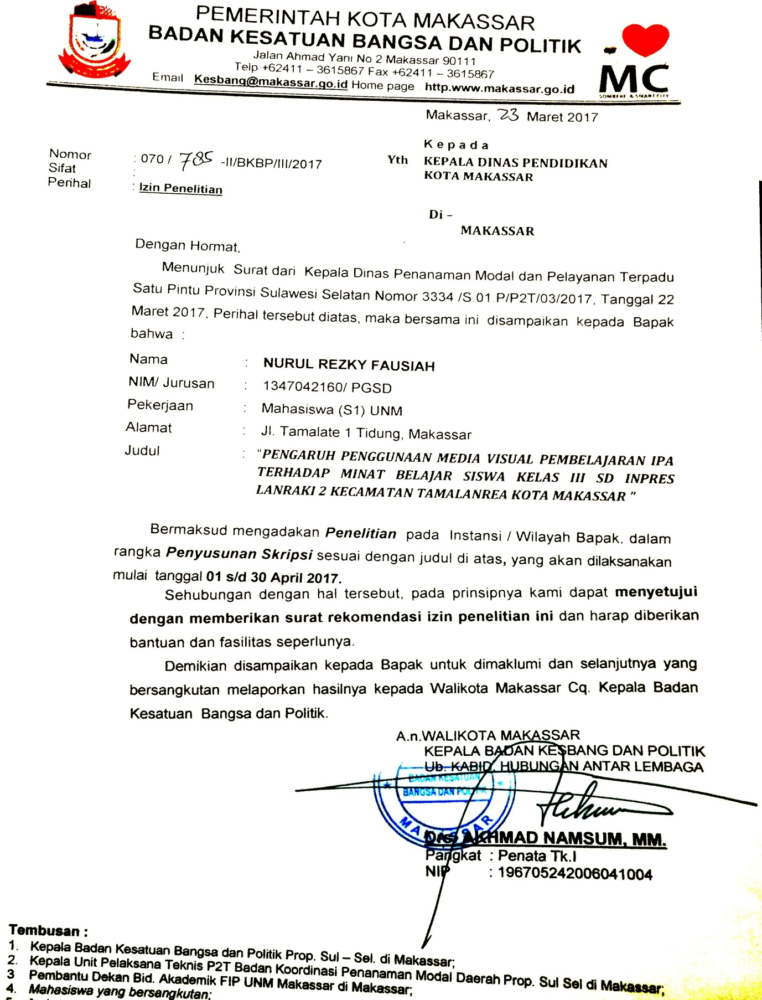 PEMERINTAH KOTA MAKASSAR
BADAN KESATUAN BANGSA DAN POLITIK
Jalan Ahmad Yani No 2 Makassar 90111
Telp +62411 – 3615867 Fax +62411 – 3615867
Email Kesbang@makassar.go.id Home page . http.www.makassar.go.id
MC
SOMBERE & SMART CITY
Makassar, 23 Maret 2017
Nomor : 070 / 785 -II/BKBP/III/2017
Sifat :
Perihal : Izin Penelitian
Kepada
Yth KEPALA DINAS PENDIDIKAN
KOTA MAKASSAR
Di –
MAKASSAR
Dengan Hormat,
Menunjuk Surat dari Kepala Dinas Penanaman Modal dan Pelayanan Terpadu
Satu Pintu Provinsi Sulawesi Selatan Nomor 3334 /S.01.P/P2T/03/2017, Tanggal 22
Maret 2017, Perihal tersebut diatas, maka bersama ini disampaikan kepada Bapak
bahwa :
Nama : NURUL REZKY FAUSIAH
NIM/ Jurusan : 1347042160/ PGSD
Pekerjaan : Mahasiswa (S1) UNM
Alamat : Jl. Tamalate 1 Tidung, Makassar
Judul : "PENGARUH PENGGUNAAN MEDIA VISUAL PEMBELAJARAN IPA
TERHADAP MINAT BELAJAR SISWA KELAS III SD INPRES
LANRAKI 2 KECAMATAN TAMALANREA KOTA MAKASSAR "
Bermaksud mengadakan Penelitian pada Instansi / Wilayah Bapak, dalam
rangka Penyusunan Skripsi sesuai dengan judul di atas, yang akan dilaksanakan
mulai tanggal 01 s/d 30 April 2017.
Sehubungan dengan hal tersebut, pada prinsipnya kami dapat menyetujui
dengan memberikan surat rekomendasi izin penelitian ini dan harap diberikan
bantuan dan fasilitas seperlunya.
Demikian disampaikan kepada Bapak untuk dimaklumi dan selanjutnya yang
bersangkutan melaporkan hasilnya kepada Walikota Makassar Cq. Kepala Badan
Kesatuan Bangsa dan Politik.
A.n.WALIKOTA MAKASSAR
KEPALA BADAN KESBANG DAN POLITIK
Ub. KABID. HUBUNGAN ANTAR LEMBAGA
BADAN KESATUAN
BANGSA DAN POLITIK
MAKASSAR
Drs. AKHMAD NAMSUM, MM.
Pangkat : Penata Tk.I
NIP : 196705242006041004
Tembusan :
1. Kepala Badan Kesatuan Bangsa dan Politik Prop. Sul – Sel. di Makassar;
2. Kepala Unit Pelaksana Teknis P2T Badan Koordinasi Penanaman Modal Daerah Prop. Sul Sel di Makassar;
3 Pembantu Dekan Bid. Akademik FIP UNM Makassar di Makassar;
4. Mahasiswa yang bersangkutan;